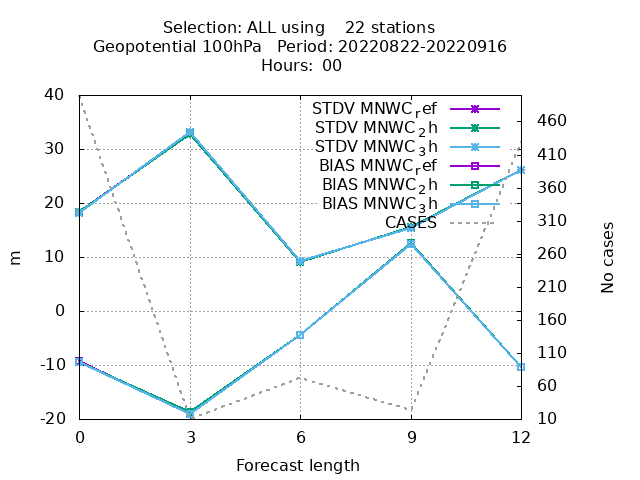 Selection: ALL using    22 stations
Geopotential 100hPa   Period: 20220822-20220916
Hours: 00
STDV MNWC_ref
STDV MNWC_2h
STDV MNWC_3h
BIAS MNWC_ref
BIAS MNWC_2h
BIAS MNWC_3h
CASES
40
30
20
10
0
-10
-20
m
460
410
360
310
260
210
160
110
60
10
No cases
0 3 6 9 12
Forecast length